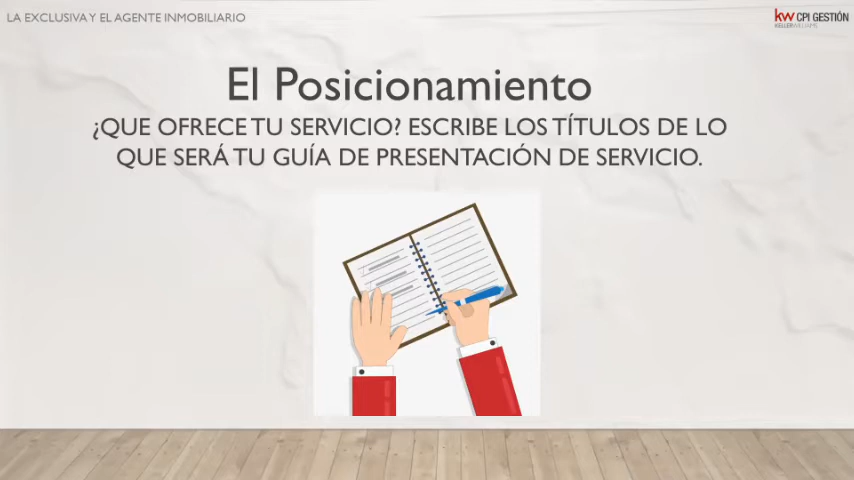 LA EXCLUSIVA Y EL AGENTE INMOBILIARIO
kw CPI GESTIÓN
KELLERWILLIAMS
El Posicionamiento
¿QUE OFRECE TU SERVICIO? ESCRIBE LOS TÍTULOS DE LO
QUE SERÁ TU GUÍA DE PRESENTACIÓN DE SERVICIO.